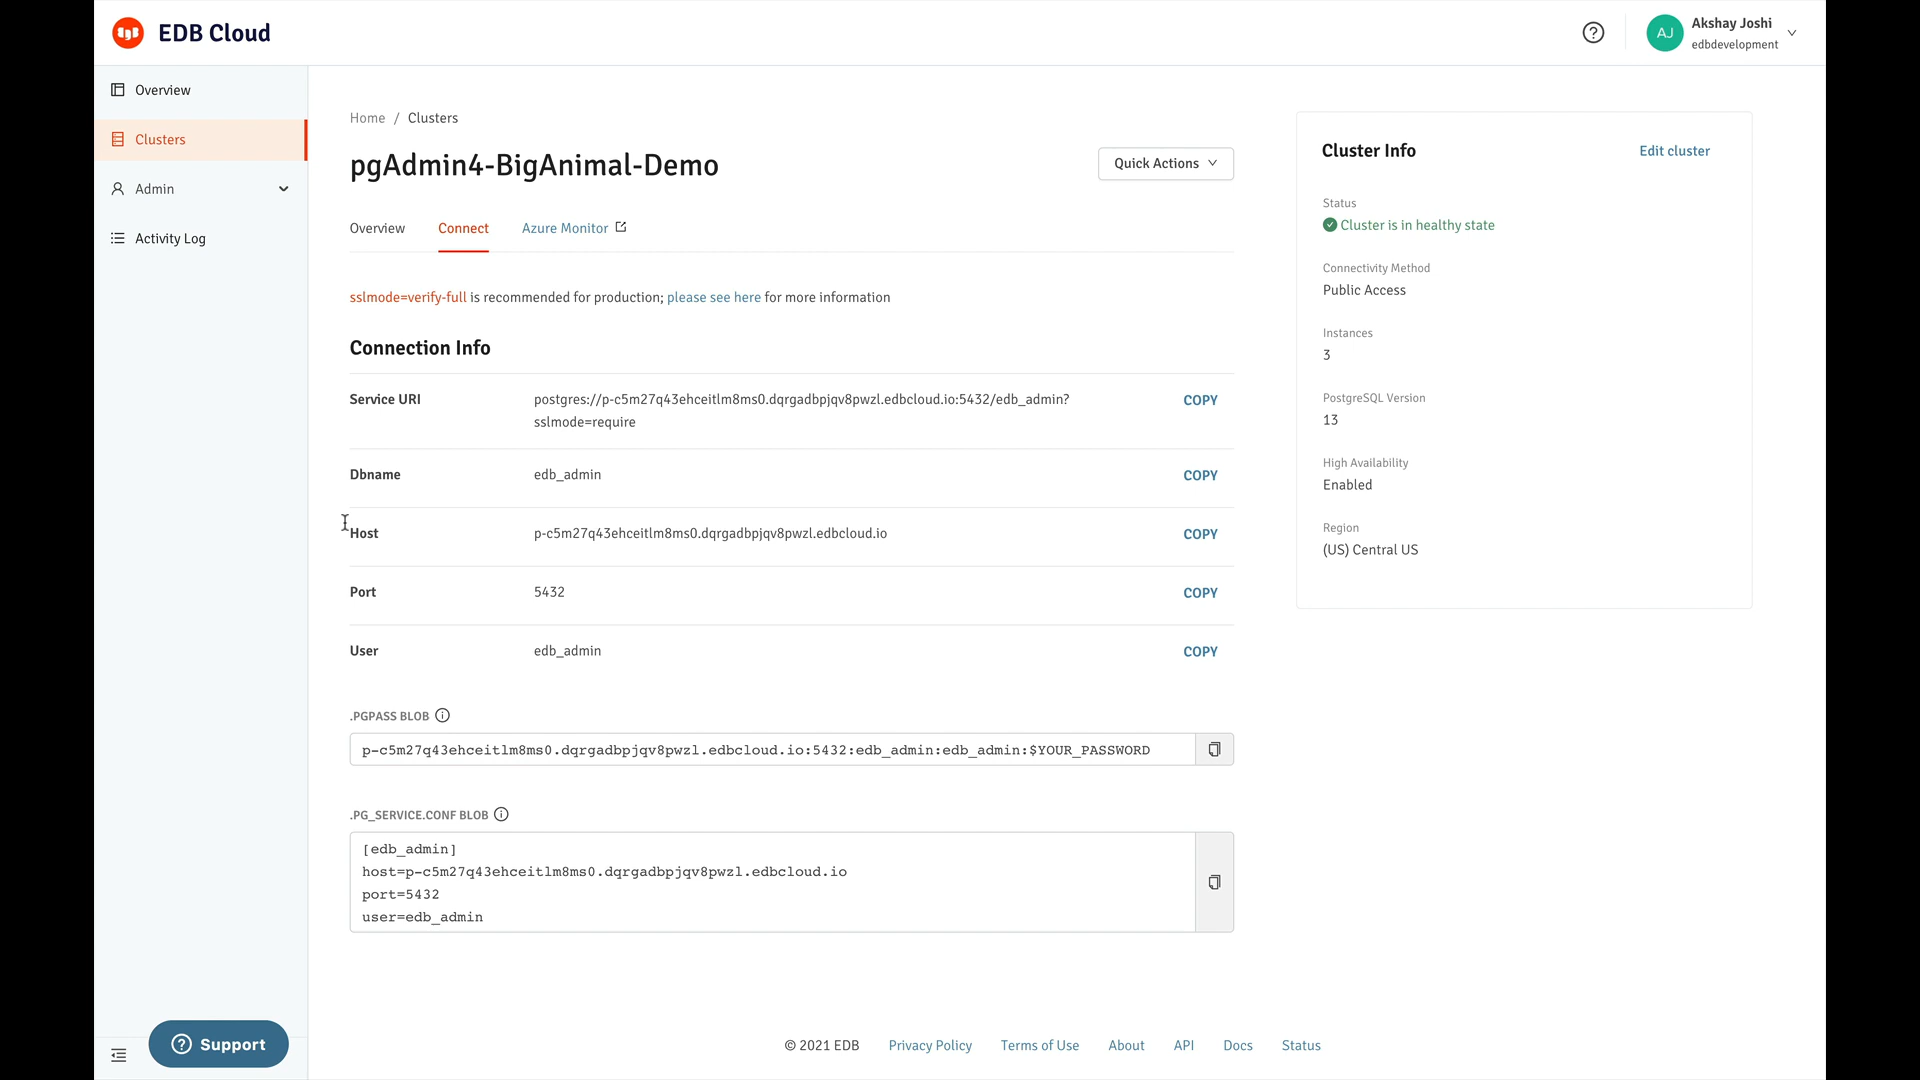 EDB Cloud
AJ
Akshay Joshi
edbdevelopment
Overview
Clusters
Admin
Activity Log
Home / Clusters
pgAdmin4-BigAnimal-Demo
Quick Actions
Overview
Connect
Azure Monitor
sslmode=verify-full is recommended for production; please see here for more information
Connection Info
Service URI
postgres://p-c5m27q43ehceitlm8ms0.dqrgadbpjqv8pwzl.edbcloud.io:5432/edb_admin?
sslmode=require
COPY
Dbname
edb_admin
COPY
Host
p-c5m27q43ehceitlm8ms0.dqrgadbpjqv8pwzl.edbcloud.io
COPY
Port
5432
COPY
User
edb_admin
COPY
.PGPASS BLOB
p-c5m27q43ehceitlm8ms0.dqrgadbpjqv8pwzl.edbcloud.io:5432:edb_admin:edb_admin:$YOUR_PASSWORD
.PG_SERVICE.CONF BLOB
[edb_admin]
host=p-c5m27q43ehceitlm8ms0.dqrgadbpjqv8pwzl.edbcloud.io
port=5432
user=edb_admin
Cluster Info
Edit cluster
Status
Cluster is in healthy state
Connectivity Method
Public Access
Instances
3
PostgreSQL Version
13
High Availability
Enabled
Region
(US) Central US
Support
© 2021 EDB
Privacy Policy
Terms of Use
About
API
Docs
Status